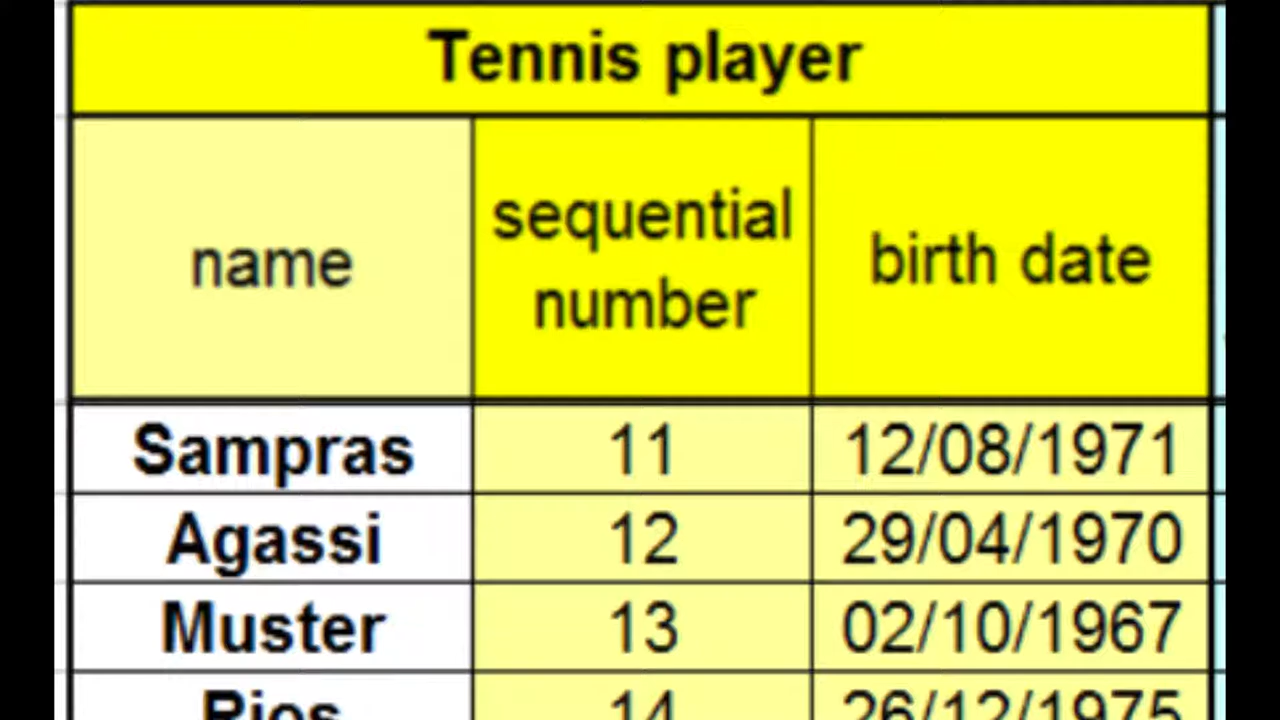 Tennis player
name sequential number birth date
Sampras 11 12/08/1971
Agassi 12 29/04/1970
Muster 13 02/10/1967
Rios 14 26/12/1975